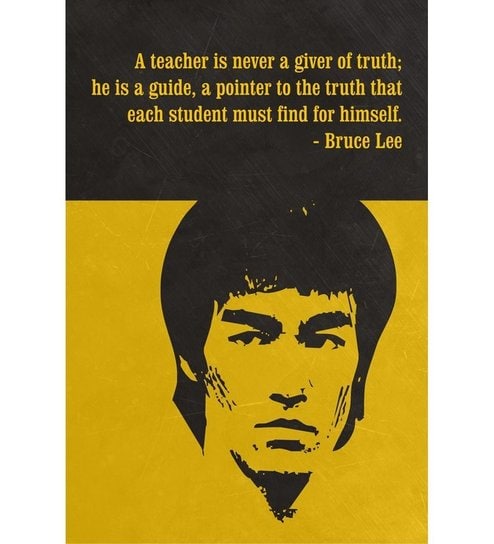 A teacher is never a giver of truth;
he is a guide, a pointer to the truth that
each student must find for himself.
- Bruce Lee